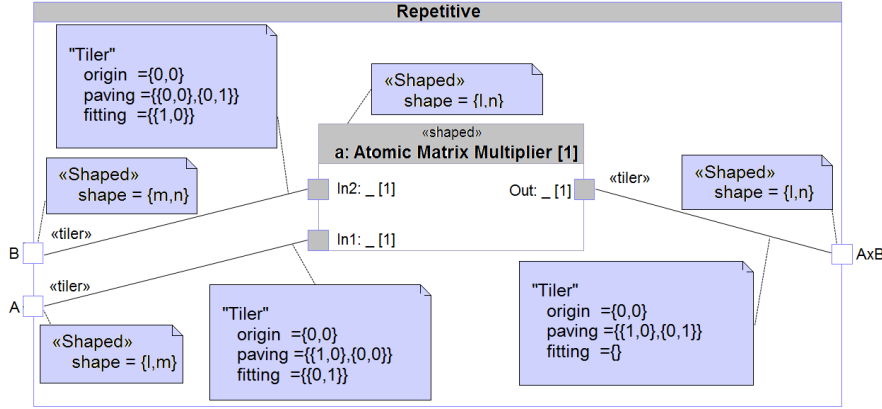 Repetitive
"Tiler"
origin ={0,0}
paving ={{0,0},{0,1}}
fitting ={{1,0}}
«Shaped»
shape = {l,n}
«shaped»
a: Atomic Matrix Multiplier [1]
«Shaped»
shape = {m,n}
In2: _ [1]
Out: _ [1]
«tiler»
«Shaped»
shape = {l,n}
«tiler»
B
In1: _ [1]
AxB
«tiler»
A
"Tiler"
origin ={0,0}
paving ={{1,0},{0,0}}
fitting ={{0,1}}
"Tiler"
origin ={0,0}
paving ={{1,0},{0,1}}
fitting ={}
«Shaped»
shape = {l,m}